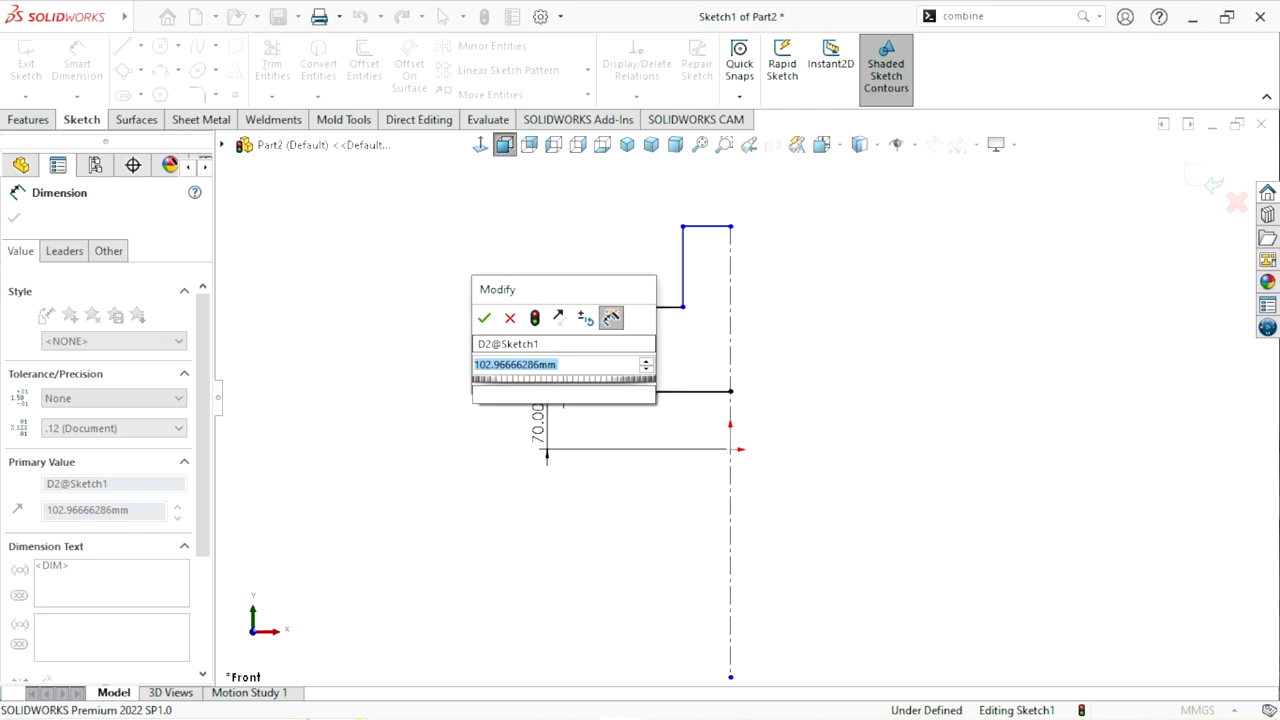 SOLIDWORKS
Sketch1 of Part2 *
combine
Exit Sketch
Smart Dimension
Trim Entities
Convert Entities
Offset Entities
Offset On Surface
Mirror Entities
Linear Sketch Pattern
Move Entities
Display/Delete Relations
Repair Sketch
Quick Snaps
Rapid Sketch
Instant2D
Shaded Sketch Contours
Features
Sketch
Surfaces
Sheet Metal
Weldments
Mold Tools
Direct Editing
Evaluate
SOLIDWORKS Add-Ins
SOLIDWORKS CAM
Part2 (Default) <<Default...
Dimension
Value
Leaders
Other
Style
<NONE>
Tolerance/Precision
None
.12 (Document)
Primary Value
D2@Sketch1
102.96666286mm
Dimension Text
<DIM>
Modify
D2@Sketch1
102.96666286mm
70.00
Y
X
*Front
Model
3D Views
Motion Study 1
SOLIDWORKS Premium 2022 SP1.0
Under Defined
Editing Sketch1
MMGS